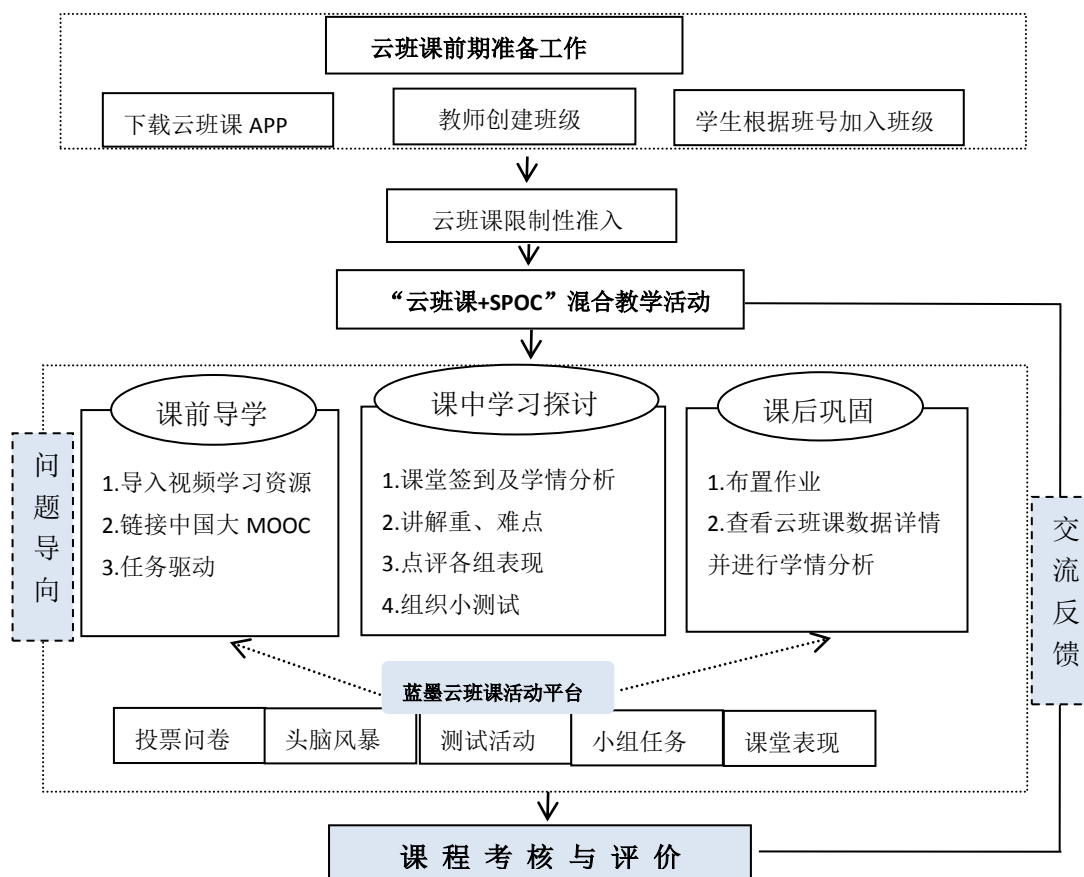 云班课前期准备工作
下载云班课 APP
教师创建班级
学生根据班号加入班级
云班课限制性准入
“云班课+SPOC”混合教学活动
问题导向
课前导学
1.导入视频学习资源
2.链接中国大 MOOC
3.任务驱动
课中学习探讨
1.课堂签到及学情分析
2.讲解重、难点
3.点评各组表现
4.组织小测试
课后巩固
1.布置作业
2.查看云班课数据详情
并进行学情分析
交流反馈
蓝墨云班课活动平台
投票问卷
头脑风暴
测试活动
小组任务
课堂表现
课程考核与评价